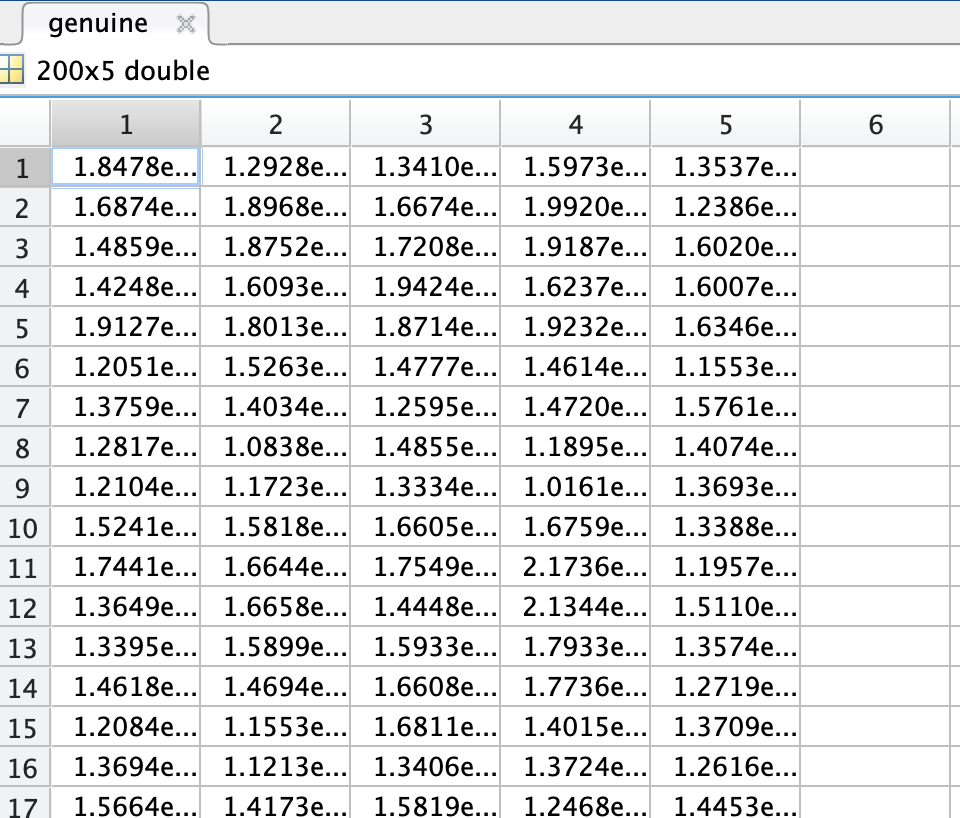 genuine
200x5 double
1 2 3 4 5 6
1 1.8478e... 1.2928e... 1.3410e... 1.5973e... 1.3537e...
2 1.6874e... 1.8968e... 1.6674e... 1.9920e... 1.2386e...
3 1.4859e... 1.8752e... 1.7208e... 1.9187e... 1.6020e...
4 1.4248e... 1.6093e... 1.9424e... 1.6237e... 1.6007e...
5 1.9127e... 1.8013e... 1.8714e... 1.9232e... 1.6346e...
6 1.2051e... 1.5263e... 1.4777e... 1.4614e... 1.1553e...
7 1.3759e... 1.4034e... 1.2595e... 1.4720e... 1.5761e...
8 1.2817e... 1.0838e... 1.4855e... 1.1895e... 1.4074e...
9 1.2104e... 1.1723e... 1.3334e... 1.0161e... 1.3693e...
10 1.5241e... 1.5818e... 1.6605e... 1.6759e... 1.3388e...
11 1.7441e... 1.6644e... 1.7549e... 2.1736e... 1.1957e...
12 1.3649e... 1.6658e... 1.4448e... 2.1344e... 1.5110e...
13 1.3395e... 1.5899e... 1.5933e... 1.7933e... 1.3574e...
14 1.4618e... 1.4694e... 1.6608e... 1.7736e... 1.2719e...
15 1.2084e... 1.1553e... 1.6811e... 1.4015e... 1.3709e...
16 1.3694e... 1.1213e... 1.3406e... 1.3724e... 1.2616e...
17 1.5664e... 1.4173e... 1.5819e... 1.2468e... 1.4453e...